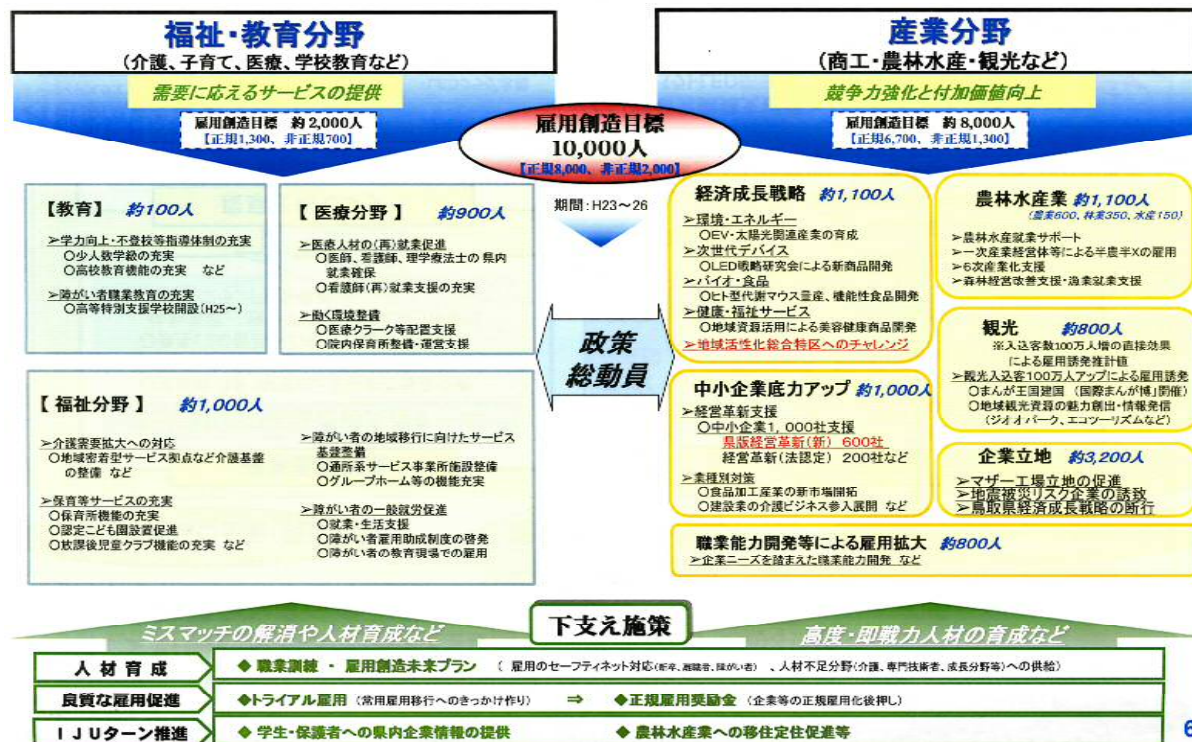 福祉・教育分野
(介護、子育て、医療、学校教育など)
需要に応えるサービスの提供
雇用創造目標 約2,000人
【正規1,300、非正規700】
産業分野
(商工・農林水産・観光など)
競争力強化と付加価値向上
雇用創造目標 約8,000人
【正規6,700、非正規1,300】
雇用創造目標
10,000人
【正規8,000、非正規2,000】
期間:H23~26
政策
総動員
【教育】 約100人
➢学力向上・不登校等指導体制の充実
○少人数学級の充実
○高校教育機能の充実 など
➢障がい者職業教育の充実
○高等特別支援学校開設(H25~)
【医療分野】 約900人
➢医療人材の(再)就業促進
○医師、看護師、理学療法士の 県内
就業確保
○看護師(再)就業支援の充実
➢働く環境整備
○医療クラーク等配置支援
○院内保育所整備・運営支援
【福祉分野】 約1,000人
➢介護需要拡大への対応
○地域密着型サービス拠点など介護基盤
の整備 など
➢保育等サービスの充実
○保育所機能の充実
○認定こども園設置促進
○放課後児童クラブ機能の充実 など
➢障がい者の地域移行に向けたサービス
基盤整備
○通所系サービス事業所施設整備
○グループホーム等の機能充実
➢障がい者の一般就労促進
○就業・生活支援
○障がい者雇用助成制度の啓発
○障がい者の教育現場での雇用
経済成長戦略 約1,100人
➢環境・エネルギー
○EV・太陽光関連産業の育成
➢次世代デバイス
○LED戦略研究会による新商品開発
➢バイオ・食品
○ヒト型代謝マウス量産、機能性食品開発
➢健康・福祉サービス
○地域資源活用による美容健康商品開発
➢地域活性化総合特区へのチャレンジ
中小企業底力アップ 約1,000人
➢経営革新支援
○中小企業1,000社支援
県版経営革新(新) 600社
経営革新(法認定) 200社など
➢業種別対策
○食品加工産業の新市場開拓
○建設業の介護ビジネス参入展開 など
農林水産業 約1,100人
(農業600、林業350、水産150)
➢農林水産就業サポート
➢一次産業経営体等による半農半Xの雇用
➢6次産業化支援
➢森林経営改善支援・漁業就業支援
観光 約800人
※入込客数100万人増の直接効果
による雇用誘発推計値
➢観光入込客100万人アップによる雇用誘発
○まんが王国建国 (国際まんが博」開催)
○地域観光資源の魅力創出・情報発信
(ジオパーク、エコツーリズムなど)
企業立地 約3,200人
➢マザー工場立地の促進
➢地震被災リスク企業の誘致
➢鳥取県経済成長戦略の断行
職業能力開発等による雇用拡大 約800人
➢企業ニーズを踏まえた職業能力開発 など
下支え施策
ミスマッチの解消や人材育成など
高度・即戦力人材の育成など
人材育成
◆ 職業訓練 ・ 雇用創造未来プラン ( 雇用のセーフティネット対応(新卒、離職者、障がい者) 、人材不足分野(介護、専門技術者、成長分野等)への供給)
良質な雇用促進
◆トライアル雇用 (常用雇用移行へのきっかけ作り) ⇒ ◆正規雇用奨励金 (企業等の正規雇用化後押し)
IJUターン推進
◆ 学生・保護者への県内企業情報の提供 ◆ 農林水産業への移住定住促進等
6